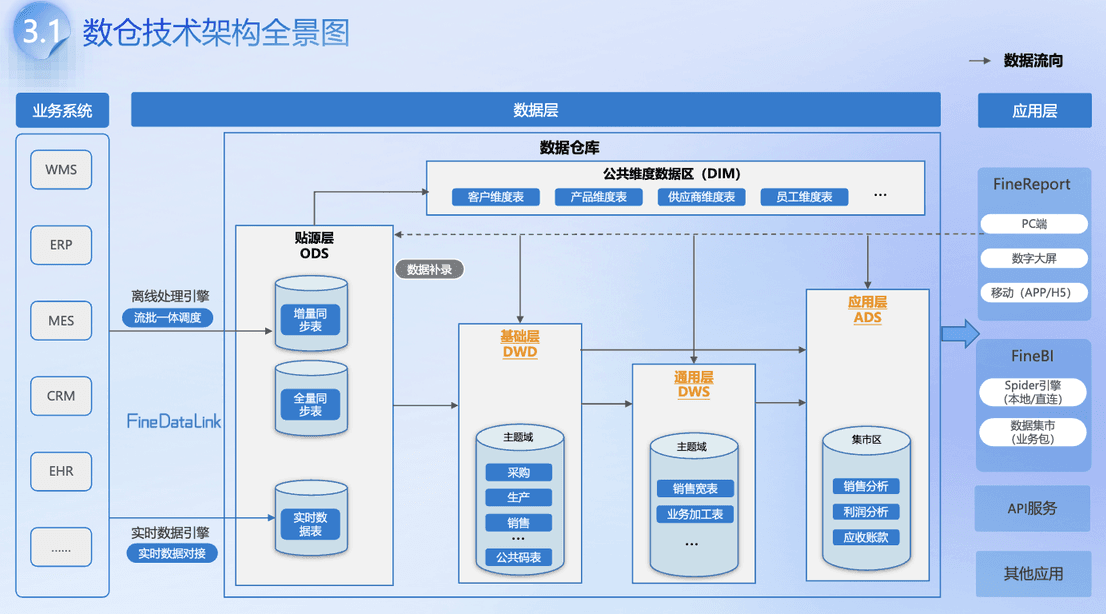 3.1 数仓技术架构全景图
数据流向
业务系统
数据层
应用层
WMS
ERP
MES
CRM
EHR
......
离线处理引擎
流批一体调度
FineDataLink
实时数据引擎
实时数据对接
数据仓库
公共维度数据区（DIM）
客户维度表
产品维度表
供应商维度表
员工维度表
...
贴源层
ODS
增量同
步表
全量同
步表
实时数
据表
数据补录
基础层
DWD
主题域
采购
生产
销售
...
公共码表
通用层
DWS
主题域
销售宽表
业务加工表
...
应用层
ADS
集市区
销售分析
利润分析
应收账款
FineReport
PC端
数字大屏
移动（APP/H5）
FineBI
Spider引擎
(本地/直连)
数据集市
(业务包)
API服务
其他应用